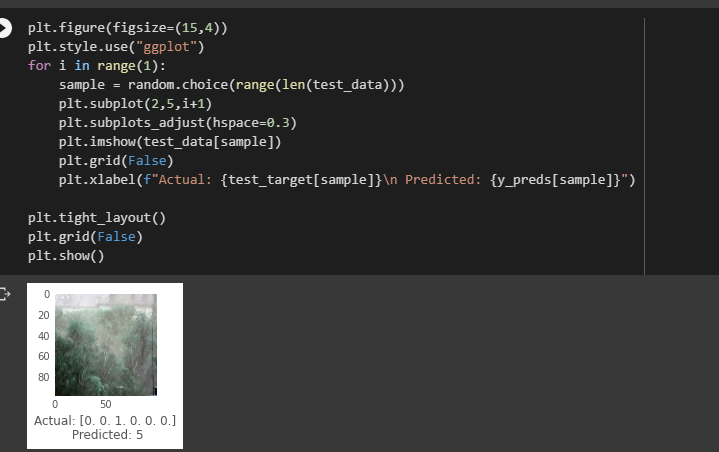 plt.figure(figsize=(15,4))
plt.style.use("ggplot")
for i in range(1):
    sample = random.choice(range(len(test_data)))
    plt.subplot(2,5,i+1)
    plt.subplots_adjust(hspace=0.3)
    plt.imshow(test_data[sample])
    plt.grid(False)
    plt.xlabel(f"Actual: {test_target[sample]}\n Predicted: {y_preds[sample]}")
plt.tight_layout()
plt.grid(False)
plt.show()
0
20
40
60
80
0 50
Actual: [0. 0. 1. 0. 0. 0.]
Predicted: 5